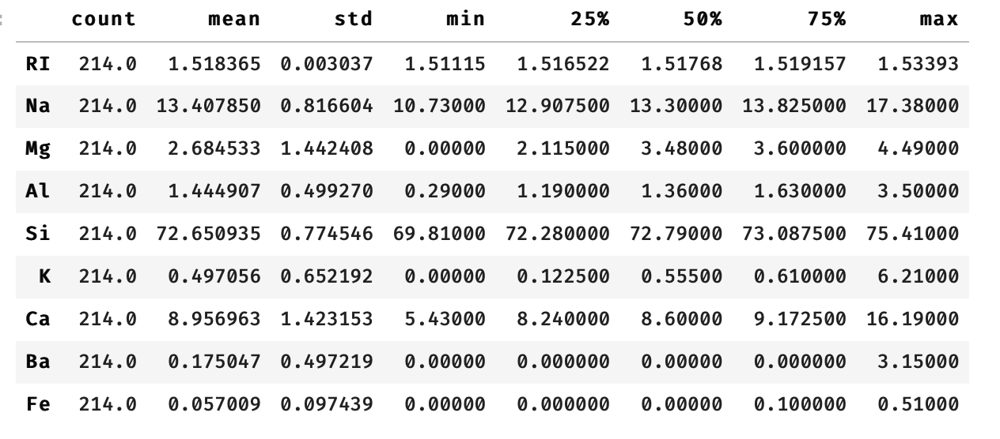 count mean std min 25% 50% 75% max
RI 214.0 1.518365 0.003037 1.51115 1.516522 1.51768 1.519157 1.53393
Na 214.0 13.407850 0.816604 10.73000 12.907500 13.30000 13.825000 17.38000
Mg 214.0 2.684533 1.442408 0.00000 2.115000 3.48000 3.600000 4.49000
Al 214.0 1.444907 0.499270 0.29000 1.190000 1.36000 1.630000 3.50000
Si 214.0 72.650935 0.774546 69.81000 72.280000 72.79000 73.087500 75.41000
K 214.0 0.497056 0.652192 0.00000 0.122500 0.55500 0.610000 6.21000
Ca 214.0 8.956963 1.423153 5.43000 8.240000 8.60000 9.172500 16.19000
Ba 214.0 0.175047 0.497219 0.00000 0.000000 0.00000 0.000000 3.15000
Fe 214.0 0.057009 0.097439 0.00000 0.000000 0.00000 0.100000 0.51000